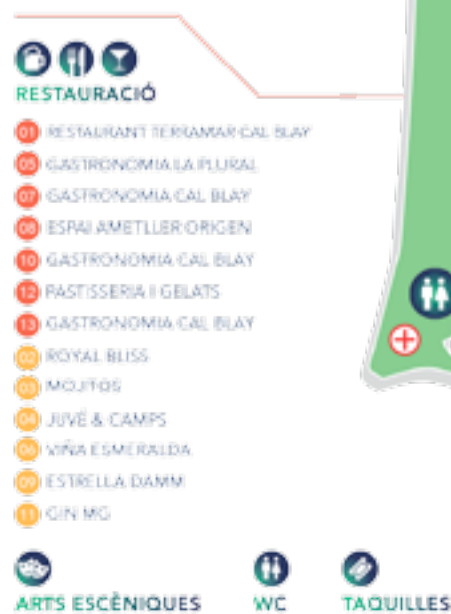 RESTAURACIÓ
01 RESTAURANT TERRAMAR CAL BLAY
05 GASTRONOMIA LA PLURAL
07 GASTRONOMIA CAL BLAY
08 ESPAI AMETLLER ORIGEN
10 GASTRONOMIA CAL BLAY
12 PASTISSERIA I GELATS
13 GASTRONOMIA CAL BLAY
02 ROYAL BLISS
03 MOJITOS
04 JUVÉ & CAMPS
06 VIÑA ESMERALDA
09 ESTRELLA DAMM
11 GIN MG
ARTS ESCÈNIQUES WC TAQUILLES